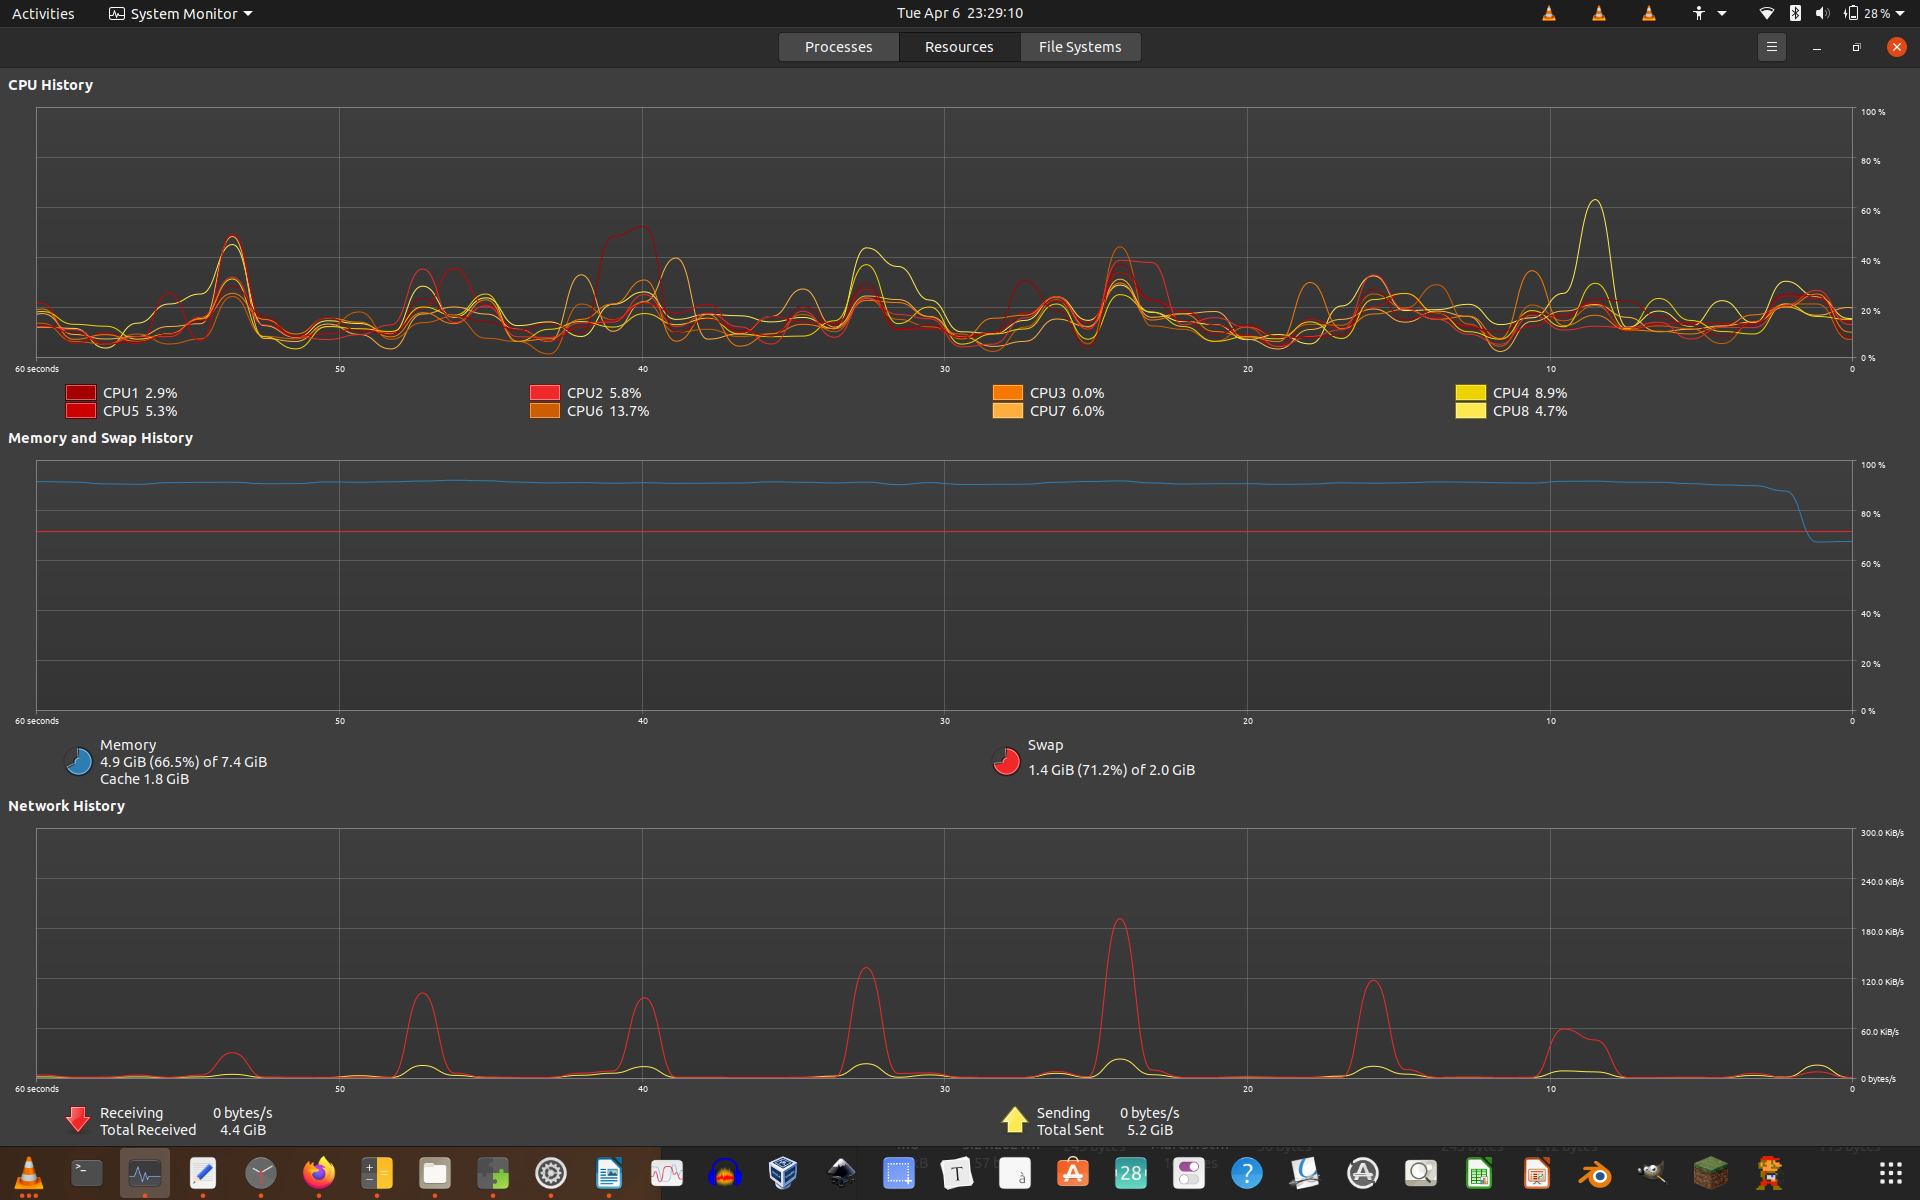 Activities System Monitor Tue Apr 6 23:29:10 28 %
Processes Resources File Systems
CPU History
100 %
80 %
60 %
40 %
20 %
0 %
60 seconds 50 40 30 20 10 0
CPU1 2.9% CPU2 5.8% CPU3 0.0% CPU4 8.9%
CPU5 5.3% CPU6 13.7% CPU7 6.0% CPU8 4.7%
Memory and Swap History
100 %
80 %
60 %
40 %
20 %
0 %
60 seconds 50 40 30 20 10 0
Memory
4.9 GiB (66.5%) of 7.4 GiB
Cache 1.8 GiB
Swap
1.4 GiB (71.2%) of 2.0 GiB
Network History
300.0 KiB/s
240.0 KiB/s
180.0 KiB/s
120.0 KiB/s
60.0 KiB/s
0 bytes/s
60 seconds 50 40 30 20 10 0
Receiving 0 bytes/s
Total Received 4.4 GiB
Sending 0 bytes/s
Total Sent 5.2 GiB
28